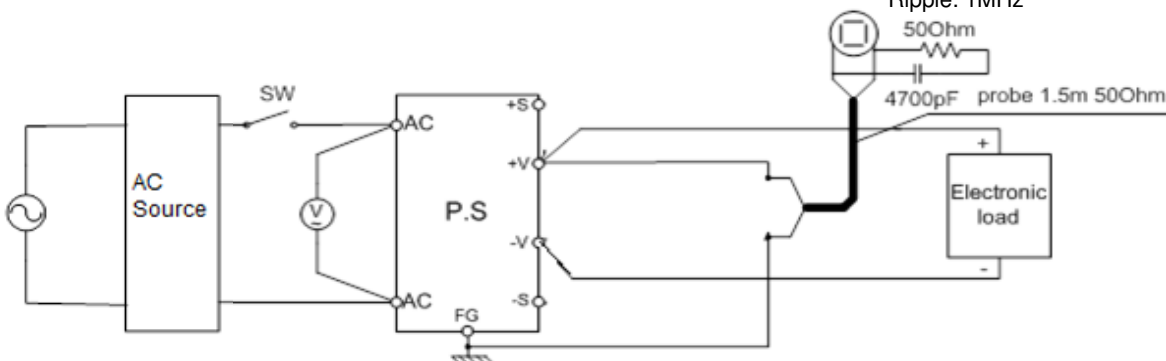 Ripple: 1MHz
50Ohm
4700pF
probe 1.5m 50Ohm
SW
+S
AC
+V
+
AC
Source
V
P.S
Electronic
load
-V
-
AC
-S
FG